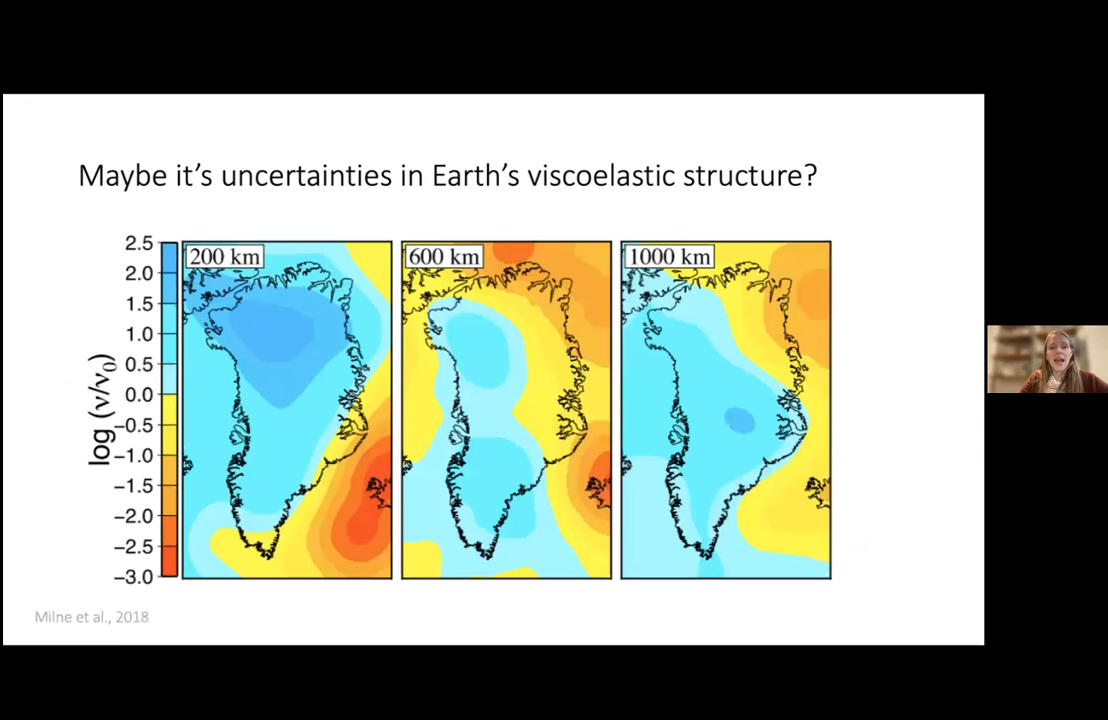 Maybe it's uncertainties in Earth's viscoelastic structure?
2.5
2.0
1.5
1.0
0.5
0.0
−0.5
−1.0
−1.5
−2.0
−2.5
−3.0
log (ν/ν0)
200 km
600 km
1000 km
Milne et al., 2018